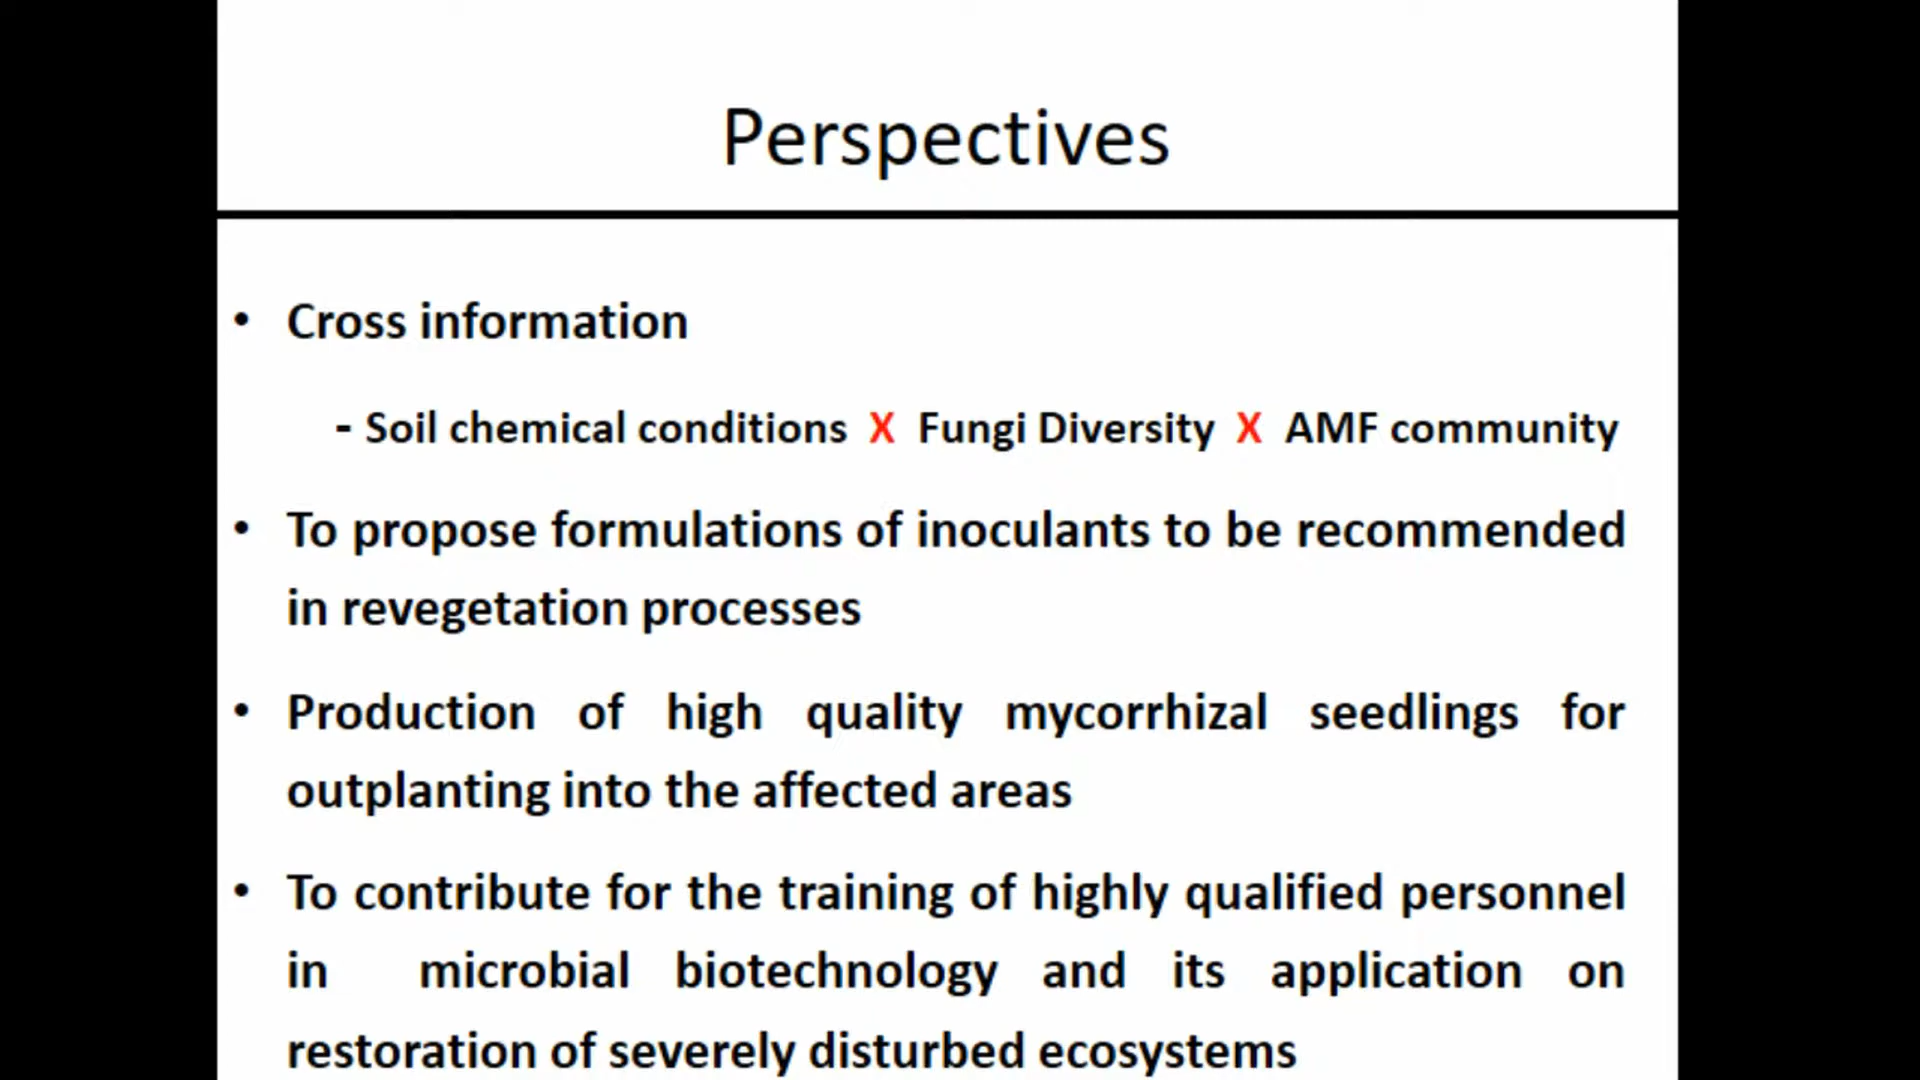 Perspectives
• Cross information
- Soil chemical conditions X Fungi Diversity X AMF community
• To propose formulations of inoculants to be recommended
in revegetation processes
• Production of high quality mycorrhizal seedlings for
outplanting into the affected areas
• To contribute for the training of highly qualified personnel
in microbial biotechnology and its application on
restoration of severely disturbed ecosystems